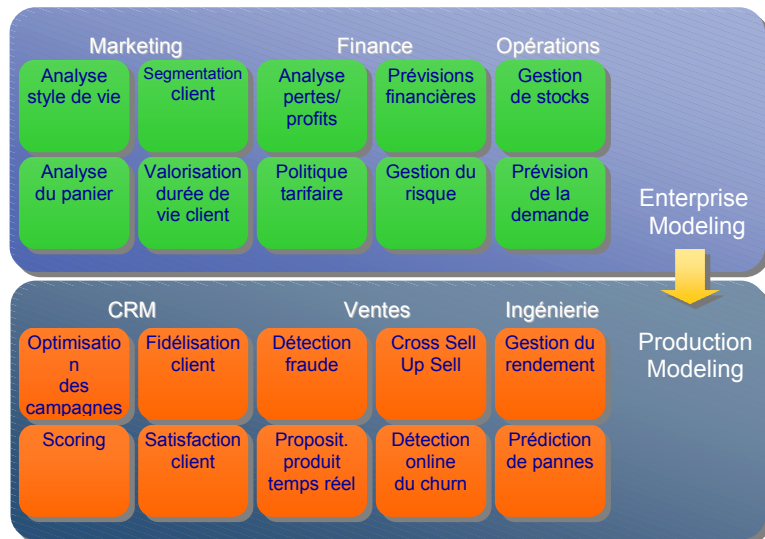 Marketing
Finance
Opérations
Analyse
style de vie
Segmentation
client
Analyse
pertes/
profits
Prévisions
financières
Gestion
de stocks
Analyse
du panier
Valorisation
durée de
vie client
Politique
tarifaire
Gestion du
risque
Prévision
de la
demande
Enterprise
Modeling
CRM
Ventes
Ingénierie
Optimisatio
n
des
campagnes
Fidélisation
client
Détection
fraude
Cross Sell
Up Sell
Gestion du
rendement
Production
Modeling
Scoring
Satisfaction
client
Proposit.
produit
temps réel
Détection
online
du churn
Prédiction
de pannes